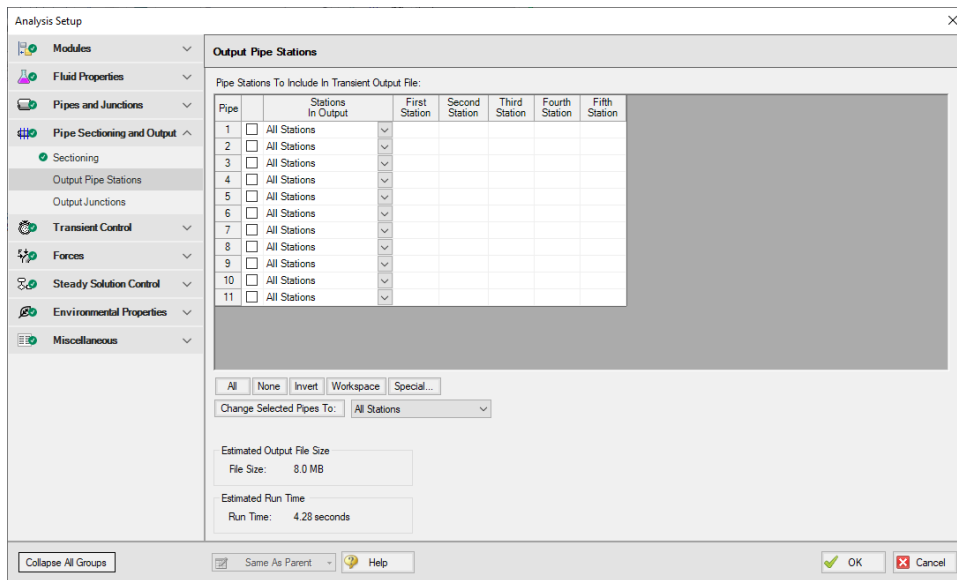 Analysis Setup
Modules
Fluid Properties
Pipes and Junctions
Pipe Sectioning and Output
Sectioning
Output Pipe Stations
Output Junctions
Transient Control
Forces
Steady Solution Control
Environmental Properties
Miscellaneous
Collapse All Groups
Output Pipe Stations
Pipe Stations To Include In Transient Output File:
Pipe Stations In Output First Station Second Station Third Station Fourth Station Fifth Station
1 All Stations
2 All Stations
3 All Stations
4 All Stations
5 All Stations
6 All Stations
7 All Stations
8 All Stations
9 All Stations
10 All Stations
11 All Stations
All None Invert Workspace Special...
Change Selected Pipes To: All Stations
Estimated Output File Size
File Size: 8.0 MB
Estimated Run Time
Run Time: 4.28 seconds
Same As Parent Help OK Cancel